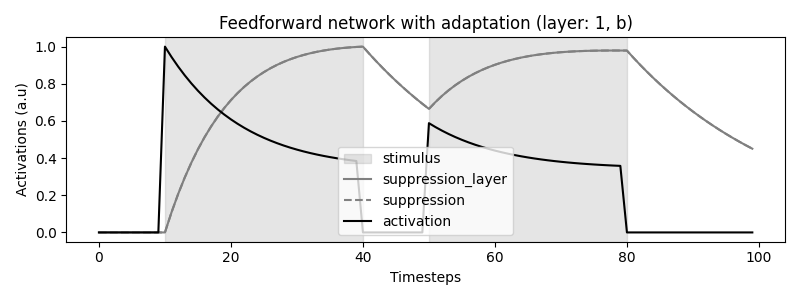 Feedforward network with adaptation (layer: 1, b)
Activations (a.u)
1.0
0.8
0.6
0.4
0.2
0.0
stimulus
suppression_layer
suppression
activation
0 20 40 60 80 100
Timesteps